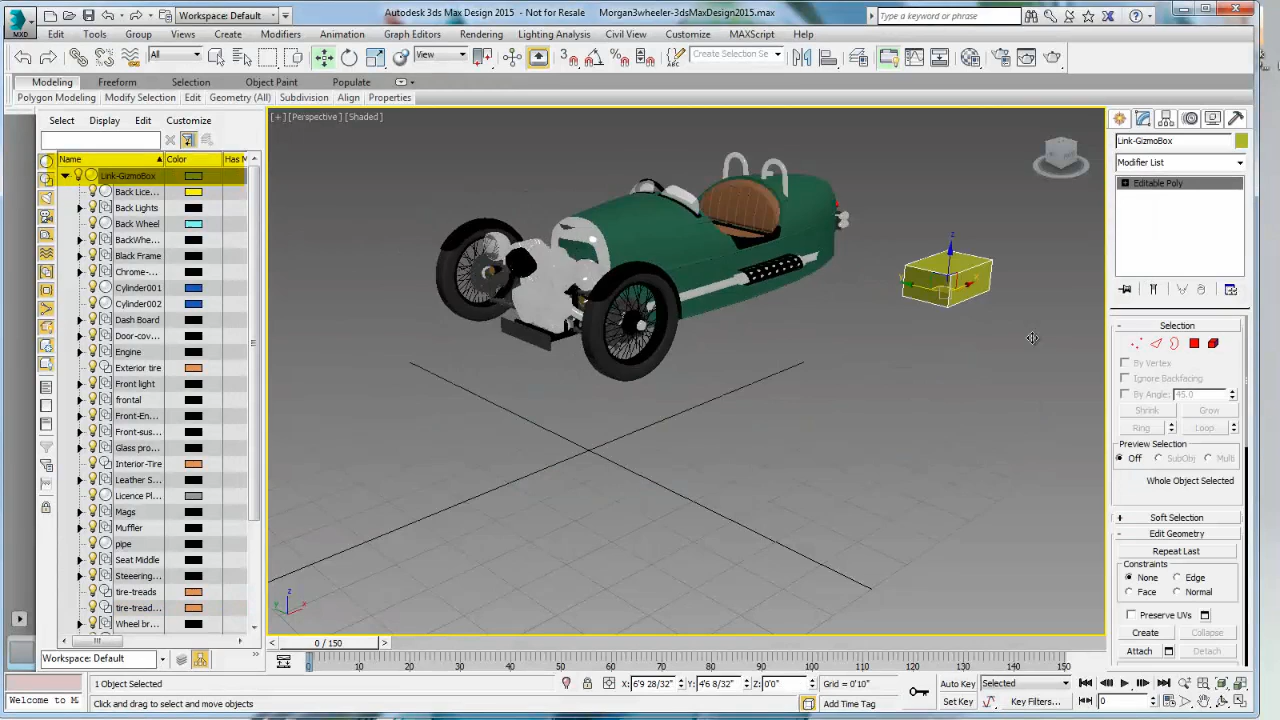 Workspace: Default
Autodesk 3ds Max Design 2015 - Not for Resale Morgan3wheeler-3dsMaxDesign2015.max
Type a keyword or phrase
MXD
Edit Tools Group Views Create Modifiers Animation Graph Editors Rendering Lighting Analysis Civil View Customize MAXScript Help
All View Create Selection Se
Modeling Freeform Selection Object Paint Populate
Polygon Modeling Modify Selection Edit Geometry (All) Subdivision Align Properties
Select Display Edit Customize
Name Color Has M
Link-GizmoBox
Back Lice...
Back Lights
Back Wheel
BackWhe...
Black Frame
Chrome-...
Cylinder001
Cylinder002
Dash Board
Door-cov...
Engine
Exterior tire
Front light
frontal
Front-En...
Front-sus...
Glass pro...
Interior-Tire
Leather S...
Licence Pl...
Mags
Muffler
pipe
Seat Middle
Steeering...
tire-treads
tire-tread...
Wheel br...
Workspace: Default
[+] [Perspective] [Shaded]
z
z
x
y
0 / 150
0 10 20 30 40 50 60 70 80 90 100 110 120 130 140 150
Link-GizmoBox
Modifier List
Editable Poly
Selection
By Vertex
Ignore Backfacing
By Angle: 45.0
Shrink Grow
Ring Loop
Preview Selection
Off SubObj Multi
Whole Object Selected
Soft Selection
Edit Geometry
Repeat Last
Constraints
None Edge
Face Normal
Preserve UVs
Create Collapse
Attach Detach
1 Object Selected
X: 6'9 28/32" Y: 4'6 8/32" Z: 0'0" Grid = 0'10"
Auto Key Selected
Welcome to M
Click and drag to select and move objects
Add Time Tag
Set Key Key Filters... 0